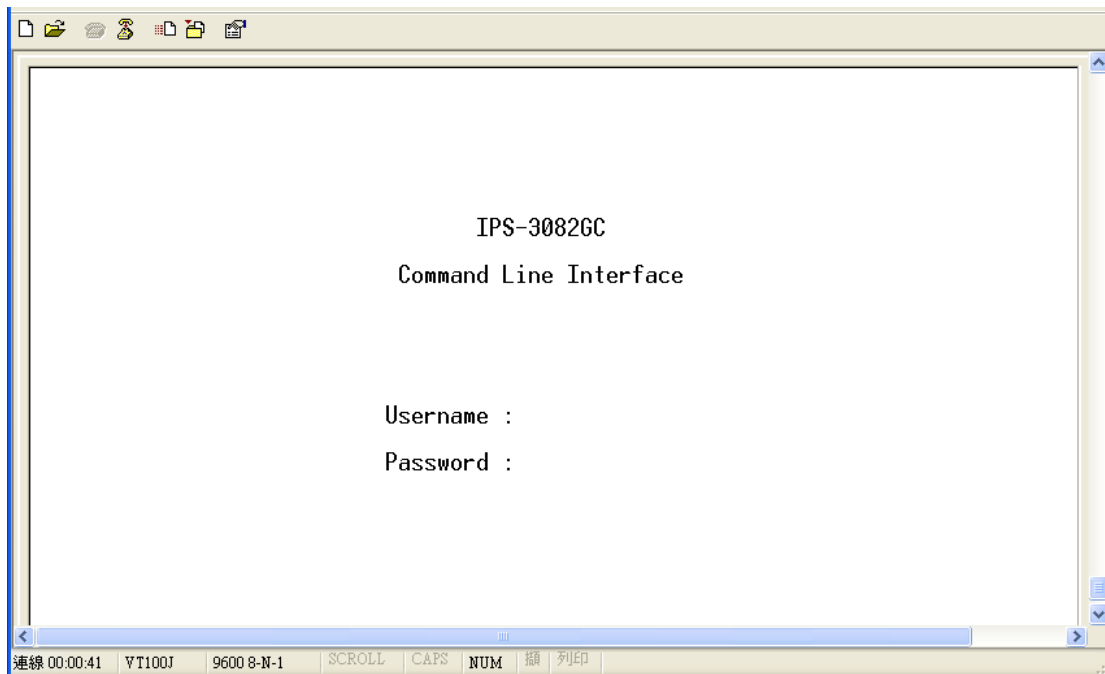 IPS-3082GC
Command Line Interface
Username :
Password :
連線 00:00:41 VT100J 9600 8-N-1 SCROLL CAPS NUM 擷 列印